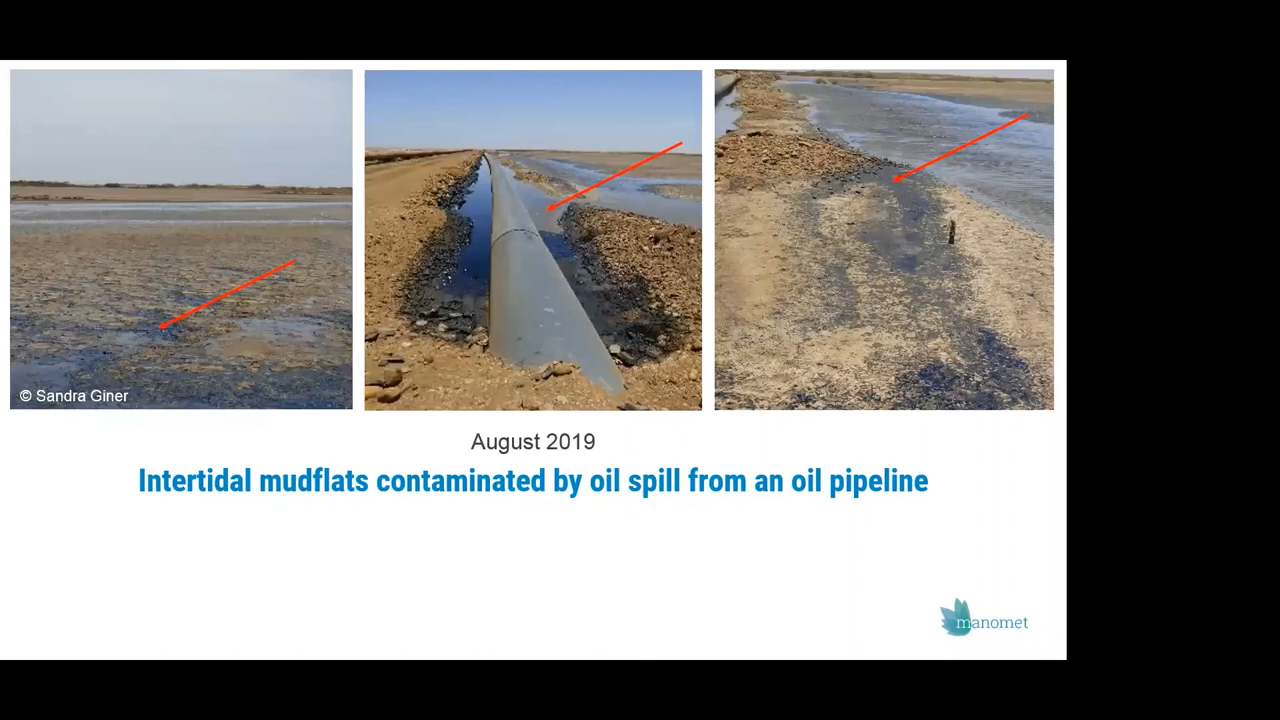 © Sandra Giner
August 2019
Intertidal mudflats contaminated by oil spill from an oil pipeline
manomet